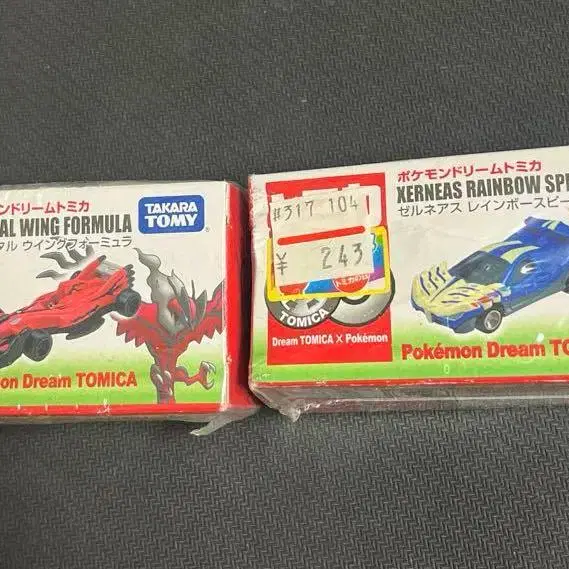 ンドリームトミカ
AL WING FORMULA
タル ウイングフォーミュラ
TAKARA
TOMY
on Dream TOMICA
#317 104
¥ 243
TOMICA
Dream TOMICA × Pokémon
ポケモンドリームトミカ
XERNEAS RAINBOW SPE
ゼルネアス レインボースピー
Pokémon Dream TO